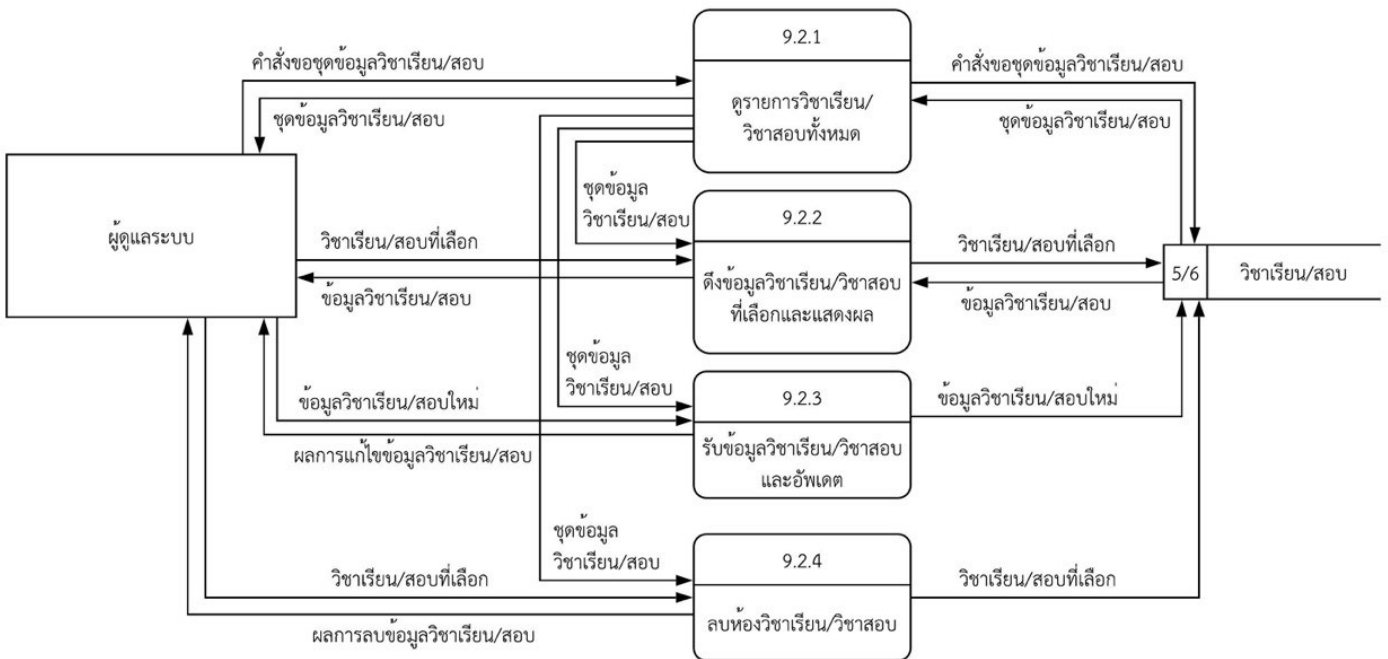 9.2.1
คำสั่งขอชุดข้อมูลวิชาเรียน/สอบ
คำสั่งขอชุดข้อมูลวิชาเรียน/สอบ
ดูรายการวิชาเรียน/
วิชาสอบทั้งหมด
ชุดข้อมูลวิชาเรียน/สอบ
ชุดข้อมูลวิชาเรียน/สอบ
ชุดข้อมูล
วิชาเรียน/สอบ
9.2.2
ผู้ดูแลระบบ
วิชาเรียน/สอบที่เลือก
วิชาเรียน/สอบที่เลือก
5/6
วิชาเรียน/สอบ
ดึงข้อมูลวิชาเรียน/วิชาสอบ
ที่เลือกและแสดงผล
ข้อมูลวิชาเรียน/สอบ
ข้อมูลวิชาเรียน/สอบ
ชุดข้อมูล
วิชาเรียน/สอบ
9.2.3
ข้อมูลวิชาเรียน/สอบใหม่
ข้อมูลวิชาเรียน/สอบใหม่
ผลการแก้ไขข้อมูลวิชาเรียน/สอบ
รับข้อมูลวิชาเรียน/วิชาสอบ
และอัพเดต
ชุดข้อมูล
วิชาเรียน/สอบ
9.2.4
วิชาเรียน/สอบที่เลือก
วิชาเรียน/สอบที่เลือก
ลบห้องวิชาเรียน/วิชาสอบ
ผลการลบข้อมูลวิชาเรียน/สอบ